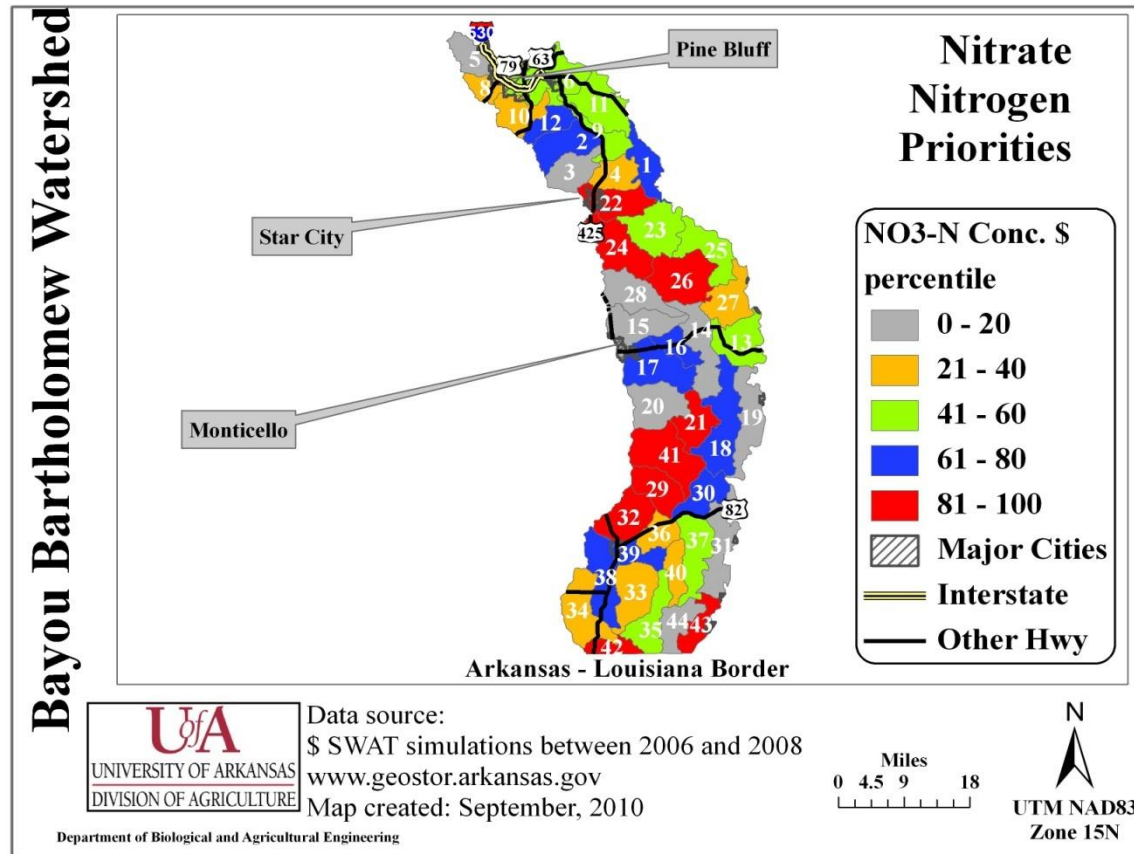 Bayou Bartholomew Watershed
Nitrate
Nitrogen
Priorities
530
5
79
63
Pine Bluff
8
6
11
10
12
9
2
1
3
4
22
Star City
425
23
24
25
26
28
27
15
14
13
16
17
Monticello
20
19
21
18
41
29
30
82
32
36
37
31
39
38
40
33
34
44
43
35
42
Arkansas - Louisiana Border
NO3-N Conc. $
percentile
0 - 20
21 - 40
41 - 60
61 - 80
81 - 100
Major Cities
Interstate
Other Hwy
UofA
UNIVERSITY OF ARKANSAS
DIVISION OF AGRICULTURE
Department of Biological and Agricultural Engineering
Data source:
$ SWAT simulations between 2006 and 2008
www.geostor.arkansas.gov
Map created: September, 2010
Miles
0 4.5 9 18
N
UTM NAD83
Zone 15N